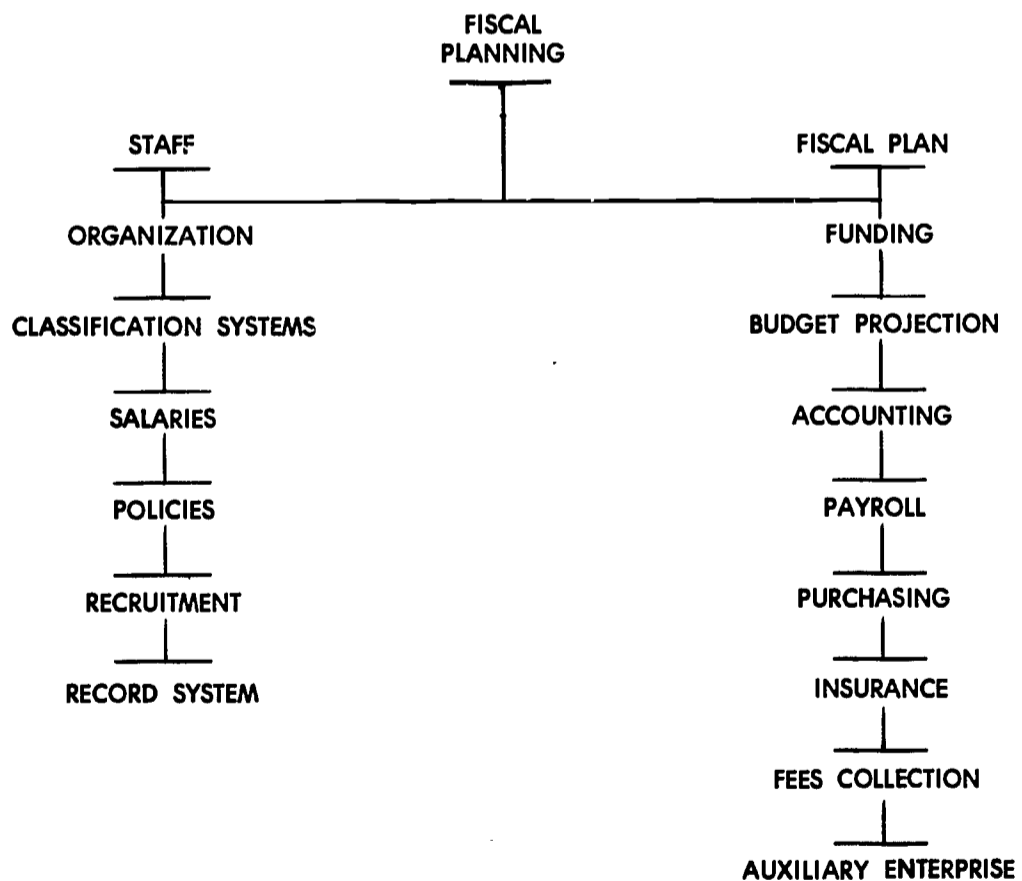 FISCAL
PLANNING
STAFF
FISCAL PLAN
ORGANIZATION
FUNDING
CLASSIFICATION SYSTEMS
BUDGET PROJECTION
SALARIES
ACCOUNTING
POLICIES
PAYROLL
RECRUITMENT
PURCHASING
RECORD SYSTEM
INSURANCE
FEES COLLECTION
AUXILIARY ENTERPRISE